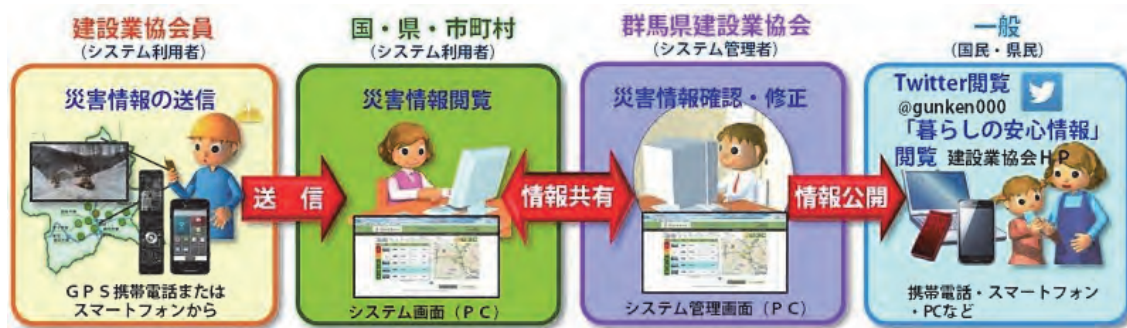 建設業協会員
（システム利用者）
災害情報の送信
ＧＰＳ携帯電話または
スマートフォンから
送　信
国・県・市町村
（システム利用者）
災害情報閲覧
システム画面（ＰＣ）
情報共有
群馬県建設業協会
（システム管理者）
災害情報確認・修正
システム管理画面（ＰＣ）
情報公開
一般
（国民・県民）
Twitter閲覧
@gunken000
「暮らしの安心情報」
閲覧 建設業協会ＨＰ
携帯電話・スマートフォン
・PCなど